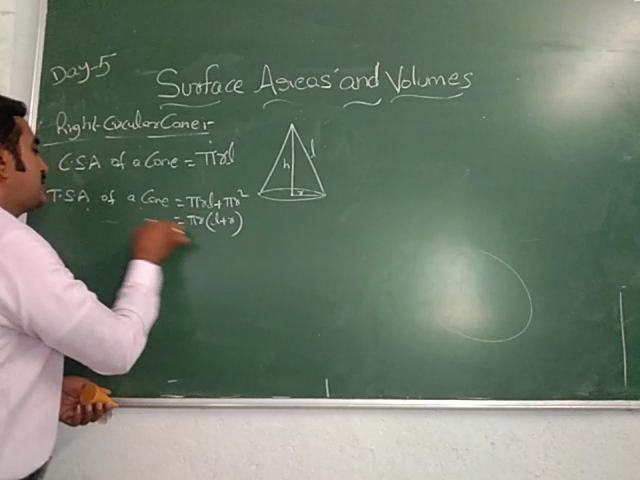 Day-5
Surface Areas and Volumes
Right Circular Cone:-
C.S.A of a Cone = πrl
T.S.A of a Cone = πrl + πr²
= πr(l+r)
h
l
r